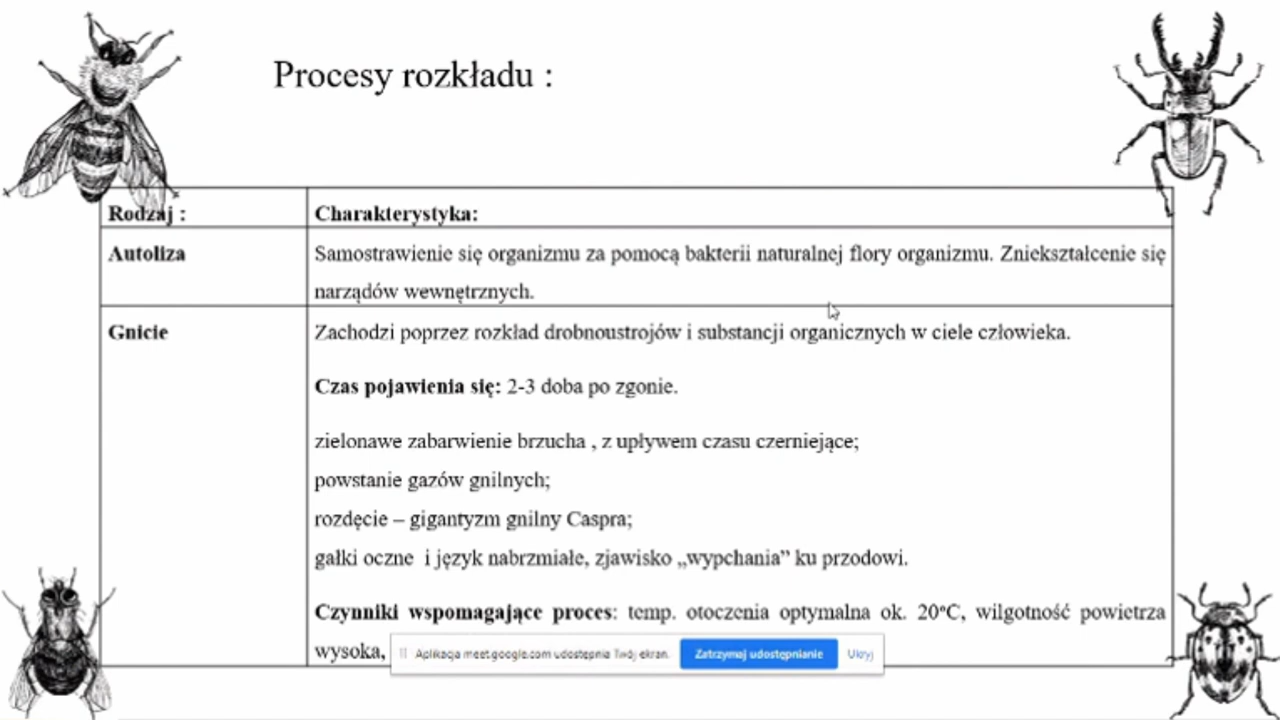 Procesy rozkładu :
Rodzaj :
Charakterystyka:
Autoliza
Samostrawienie się organizmu za pomocą bakterii naturalnej flory organizmu. Zniekształcenie się
narządów wewnętrznych.
Gnicie
Zachodzi poprzez rozkład drobnoustrojów i substancji organicznych w ciele człowieka.
Czas pojawienia się: 2-3 doba po zgonie.
zielonawe zabarwienie brzucha , z upływem czasu czerniejące;
powstanie gazów gnilnych;
rozdęcie – gigantyzm gnilny Caspra;
gałki oczne i język nabrzmiałe, zjawisko „wypchania” ku przodowi.
Czynniki wspomagające proces: temp. otoczenia optymalna ok. 20°C, wilgotność powietrza
wysoka,
Aplikacja meet.google.com udostępnia Twój ekran.
Zatrzymaj udostępnianie
Ukryj